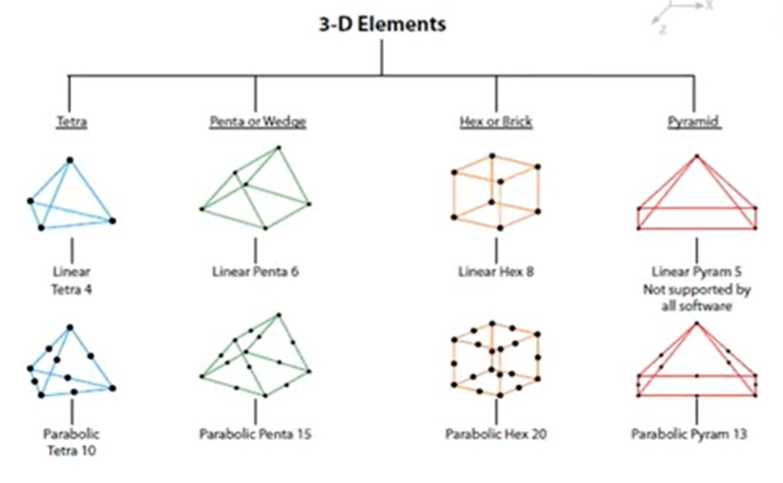 3-D Elements
X
Z
Tetra
Penta or Wedge
Hex or Brick
Pyramid
Linear
Tetra 4
Linear Penta 6
Linear Hex 8
Linear Pyram 5
Not supported by
all software
Parabolic
Tetra 10
Parabolic Penta 15
Parabolic Hex 20
Parabolic Pyram 13